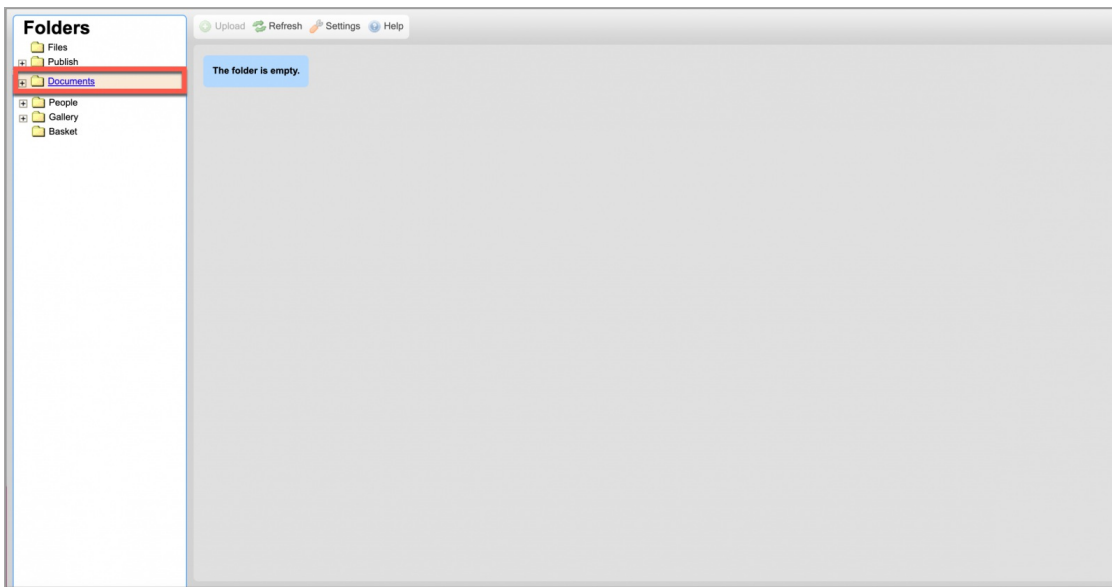 Folders
Files
Publish
Documents
People
Gallery
Basket
Upload Refresh Settings Help
The folder is empty.